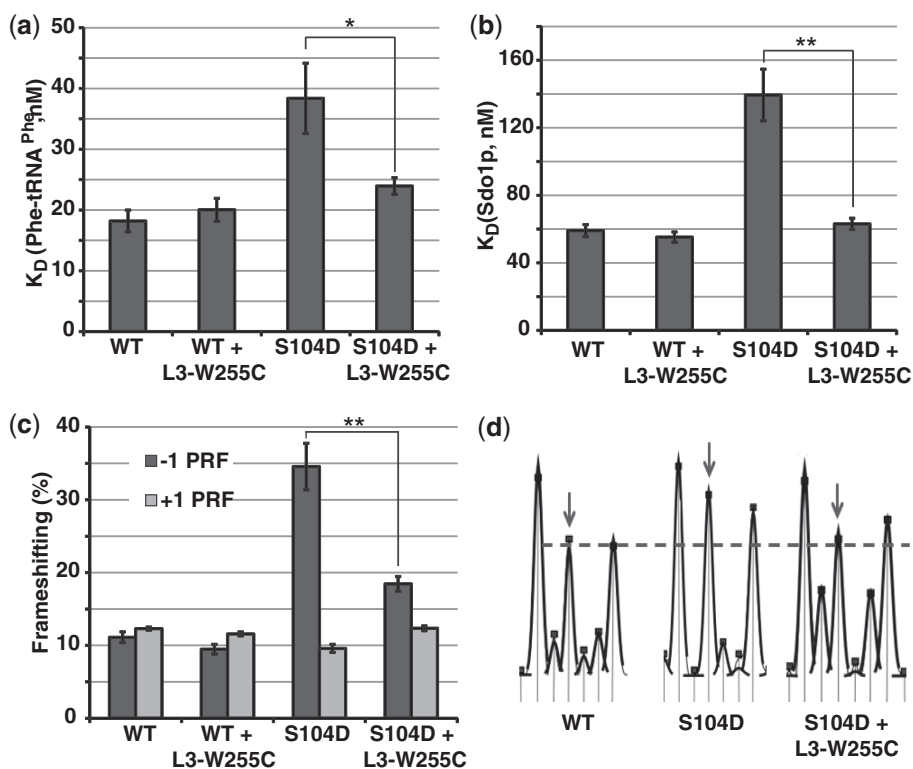 (a)
K_D (Phe-tRNA^Phe, nM)
50
40
30
20
10
0
*
WT
WT +
L3-W255C
S104D
S104D +
L3-W255C
(b)
K_D(Sdo1p, nM)
160
120
80
40
0
**
WT
WT +
L3-W255C
S104D
S104D +
L3-W255C
(c)
Frameshifting (%)
40
30
20
10
0
-1 PRF
+1 PRF
**
WT
WT +
L3-W255C
S104D
S104D +
L3-W255C
(d)
WT
S104D
S104D +
L3-W255C